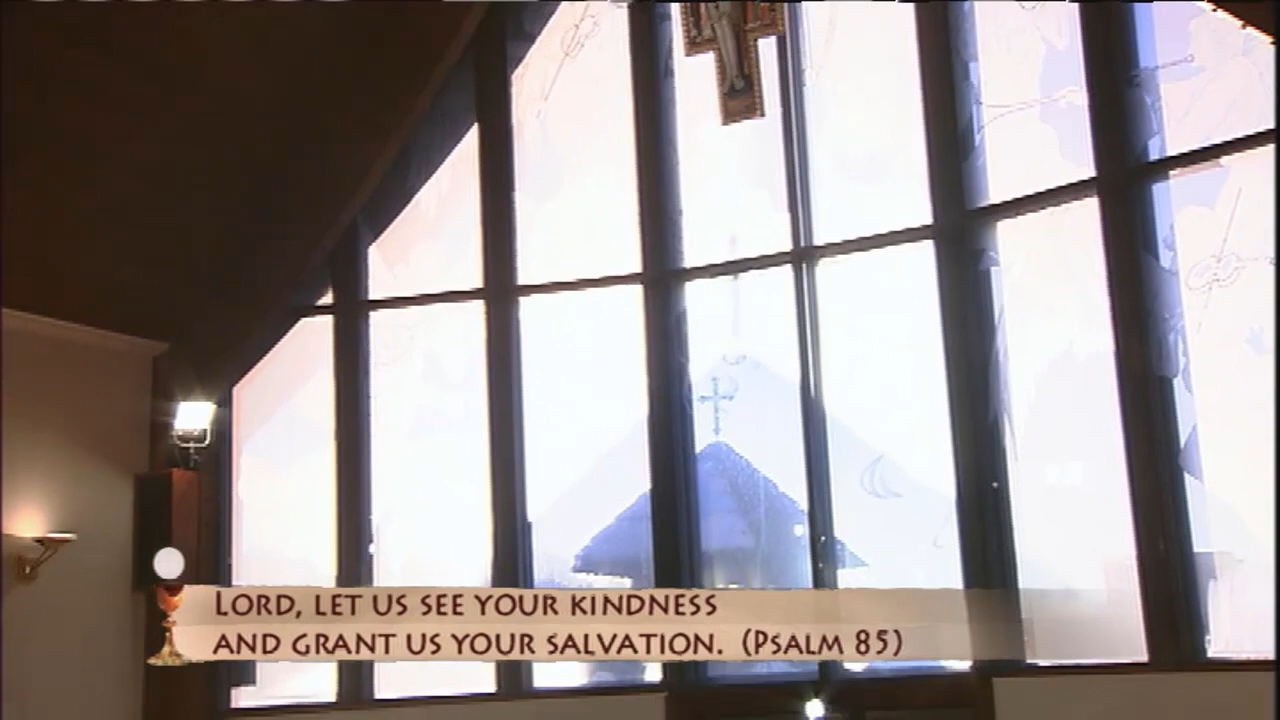 LORD, LET US SEE YOUR KINDNESS
AND GRANT US YOUR SALVATION. (PSALM 85)